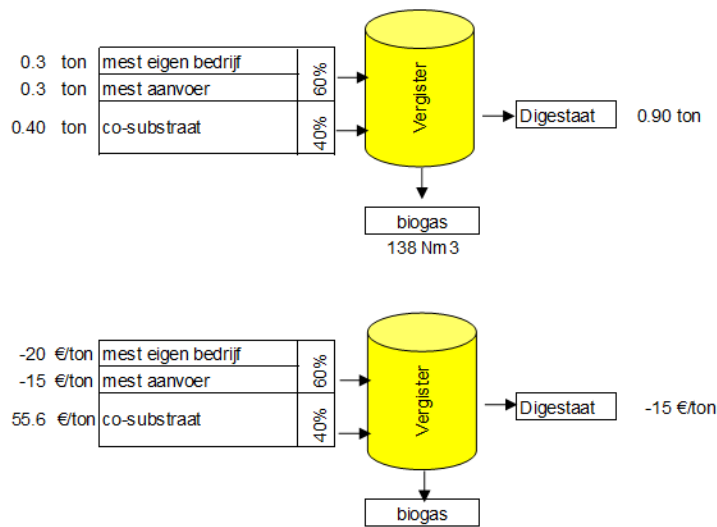 0.3 ton mest eigen bedrijf
0.3 ton mest aanvoer
60%
0.40 ton co-substraat
40%
Vergister
Digestaat 0.90 ton
biogas
138 Nm3
-20 €/ton mest eigen bedrijf
-15 €/ton mest aanvoer
60%
55.6 €/ton co-substraat
40%
Vergister
Digestaat -15 €/ton
biogas